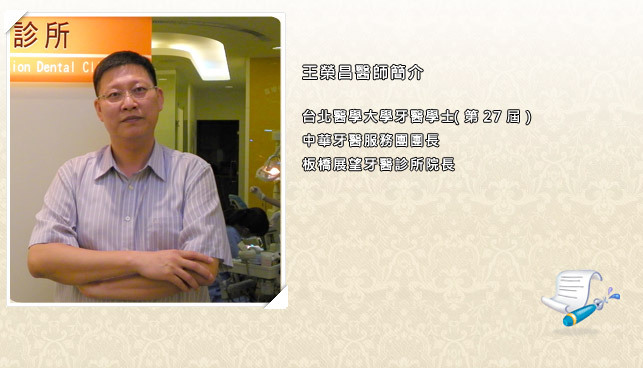 診所
ion Dental Cl
王榮昌醫師簡介
台北醫學大學牙醫學士( 第 27 屆 )
中華牙醫服務團團長
板橋展望牙醫診所院長